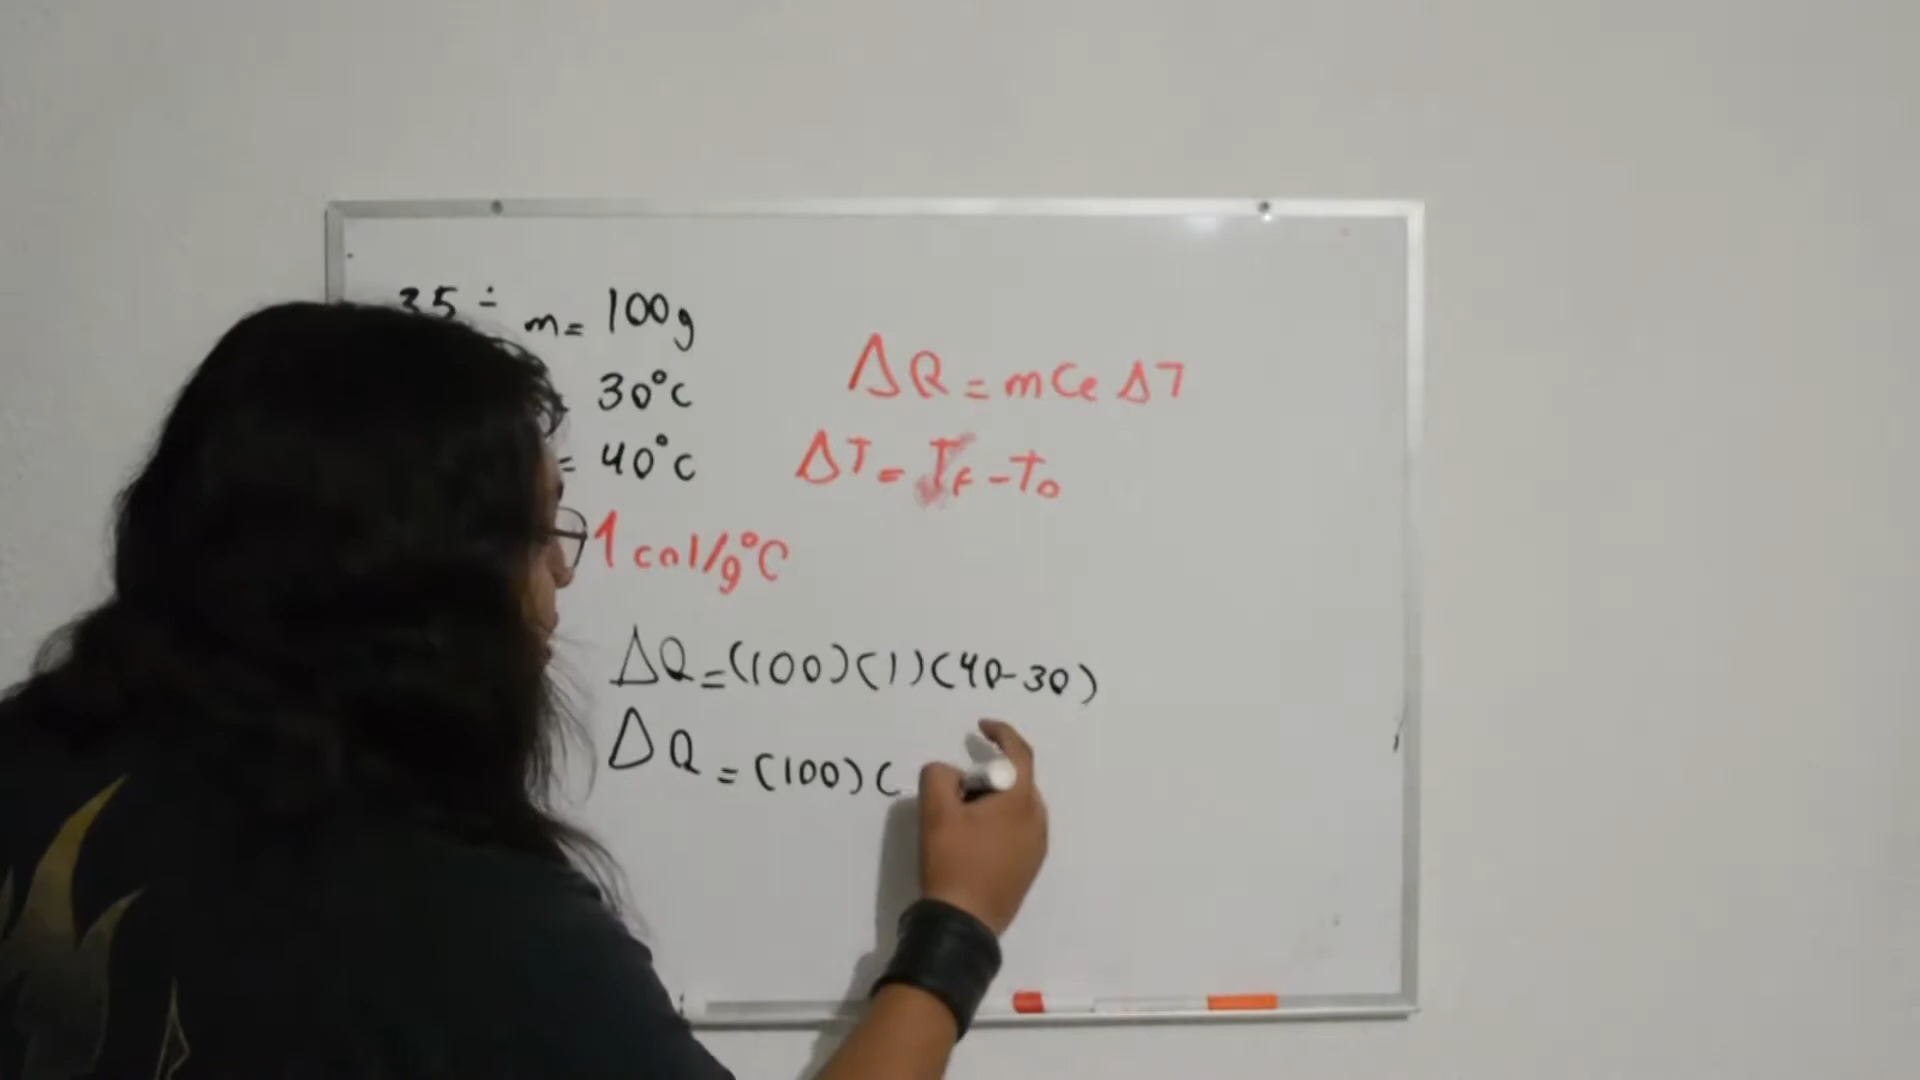 35.- m= 100g
30°C
= 40°C
1 cal/g°C
ΔQ = mCe ΔT
ΔT = Tf - To
ΔQ=(100)(1)(40-30)
ΔQ = (100)(